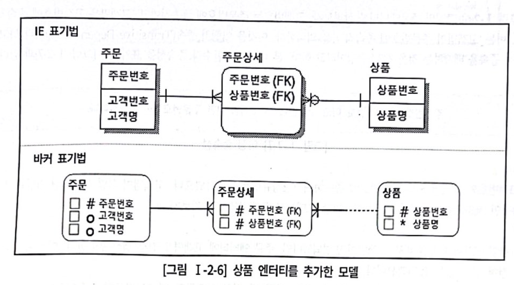 IE 표기법
주문
주문번호
고객번호
고객명
주문상세
주문번호 (FK)
상품번호 (FK)
상품
상품번호
상품명
바커 표기법
주문
# 주문번호
o 고객번호
o 고객명
주문상세
# 주문번호 (FK)
# 상품번호 (FK)
상품
# 상품번호
* 상품명
[그림 Ⅰ-2-6] 상품 엔터티를 추가한 모델